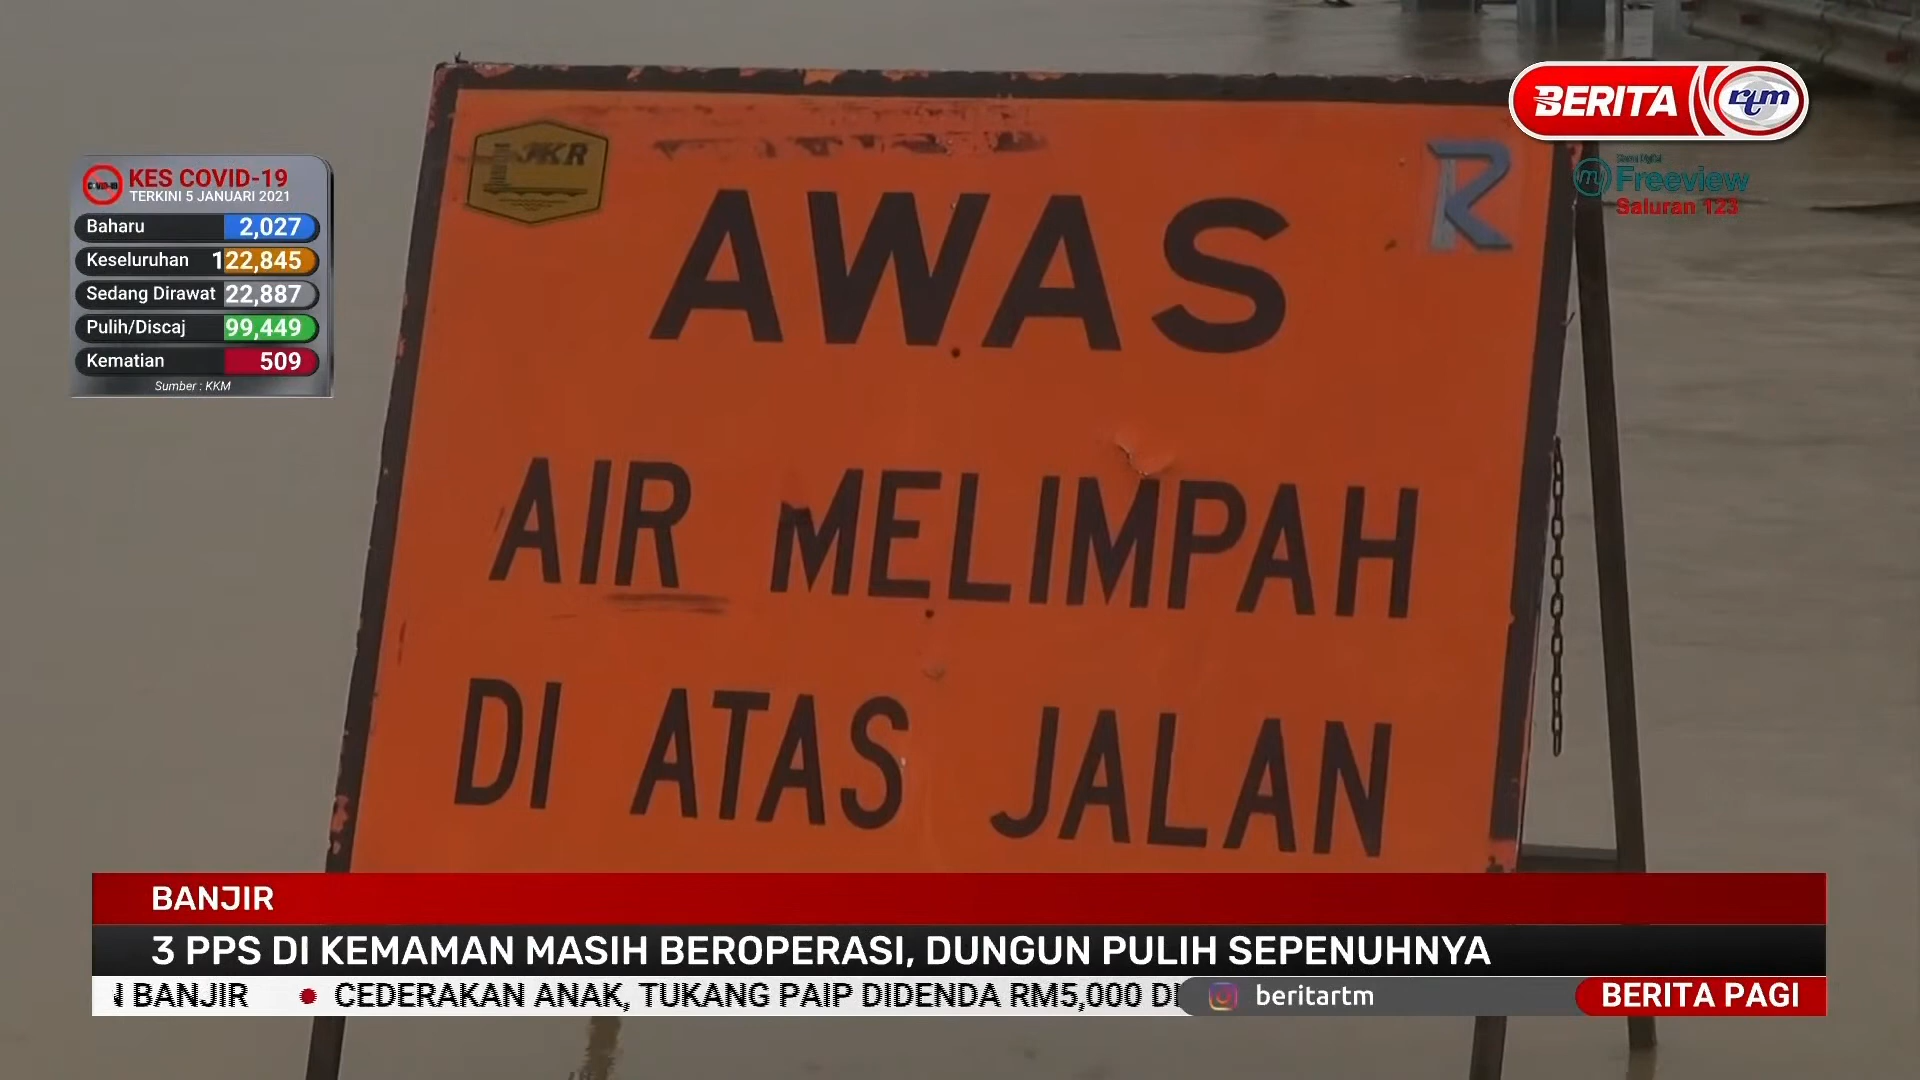 BERITA rtm
Freeview
Saluran 123
KES COVID-19
TERKINI 5 JANUARI 2021
Baharu 2,027
Keseluruhan 122,845
Sedang Dirawat 22,887
Pulih/Discaj 99,449
Kematian 509
Sumber : KKM
JKR
R
AWAS
AIR MELIMPAH
DI ATAS JALAN
BANJIR
3 PPS DI KEMAMAN MASIH BEROPERASI, DUNGUN PULIH SEPENUHNYA
BANJIR • CEDERAKAN ANAK, TUKANG PAIP DIDENDA RM5,000 beritartm BERITA PAGI